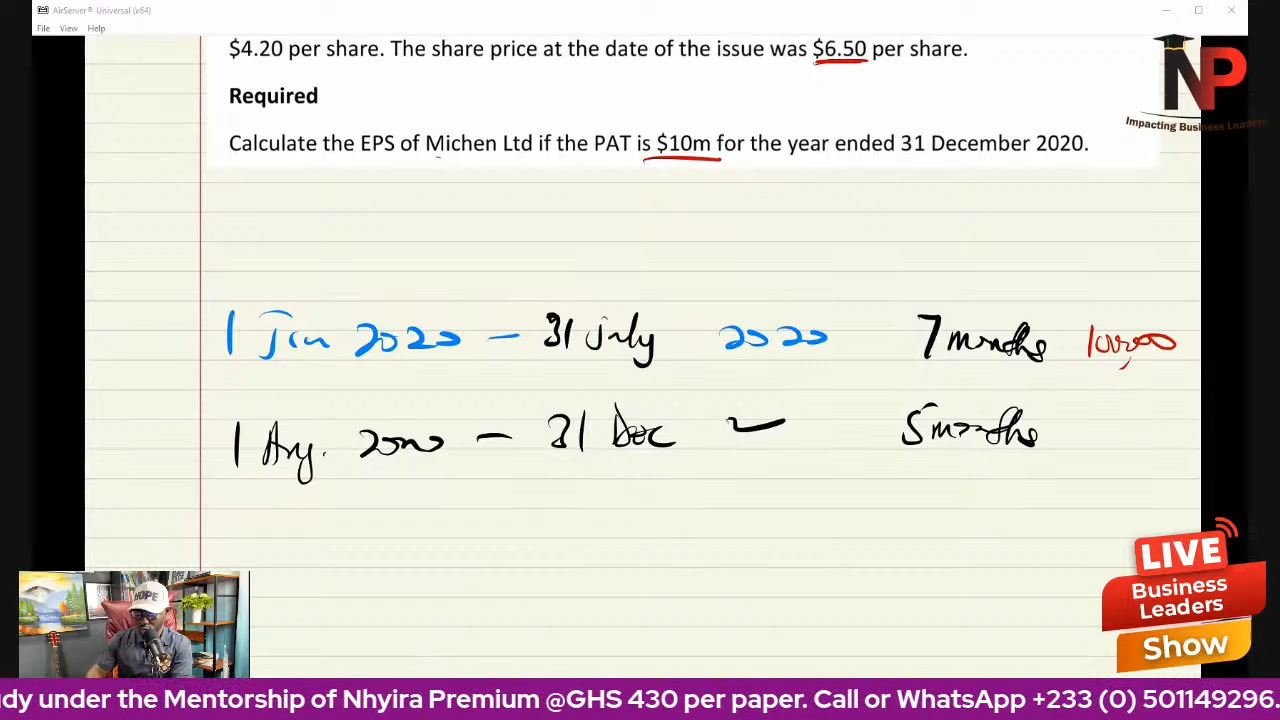 AirServer® Universal (x64)
File View Help
$4.20 per share. The share price at the date of the issue was $6.50 per share.
NP
Impacting Business Leaders
Required
Calculate the EPS of Michen Ltd if the PAT is $10m for the year ended 31 December 2020.
1 Jan 2020 – 31 July 2020 7 months
1 Aug. 2020 – 31 Dec 5 months
HOPE
LIVE
Business
Leaders
Show
dy under the Mentorship of Nhyira Premium @GHS 430 per paper. Call or WhatsApp +233 (0) 501149296.